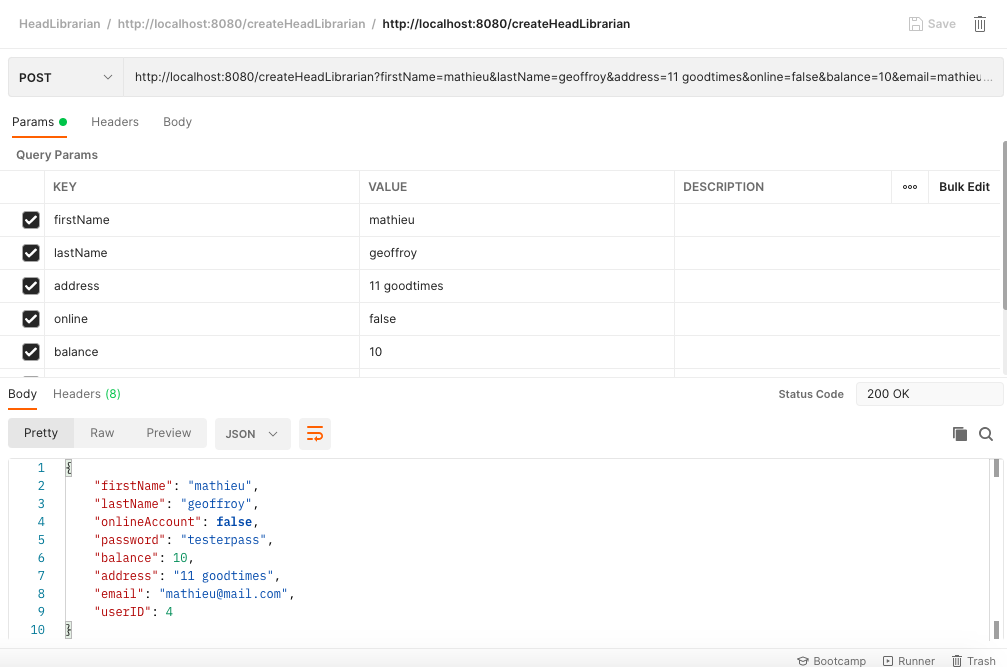 HeadLibrarian / http://localhost:8080/createHeadLibrarian / http://localhost:8080/createHeadLibrarian Save
POST http://localhost:8080/createHeadLibrarian?firstName=mathieu&lastName=geoffroy&address=11 goodtimes&online=false&balance=10&email=mathieu...
Params Headers Body
Query Params
KEY VALUE DESCRIPTION ooo Bulk Edit
firstName mathieu
lastName geoffroy
address 11 goodtimes
online false
balance 10
Body Headers (8) Status Code 200 OK
Pretty Raw Preview JSON
1 {
2 "firstName": "mathieu",
3 "lastName": "geoffroy",
4 "onlineAccount": false,
5 "password": "testerpass",
6 "balance": 10,
7 "address": "11 goodtimes",
8 "email": "mathieu@mail.com",
9 "userID": 4
10 }
Bootcamp Runner Trash